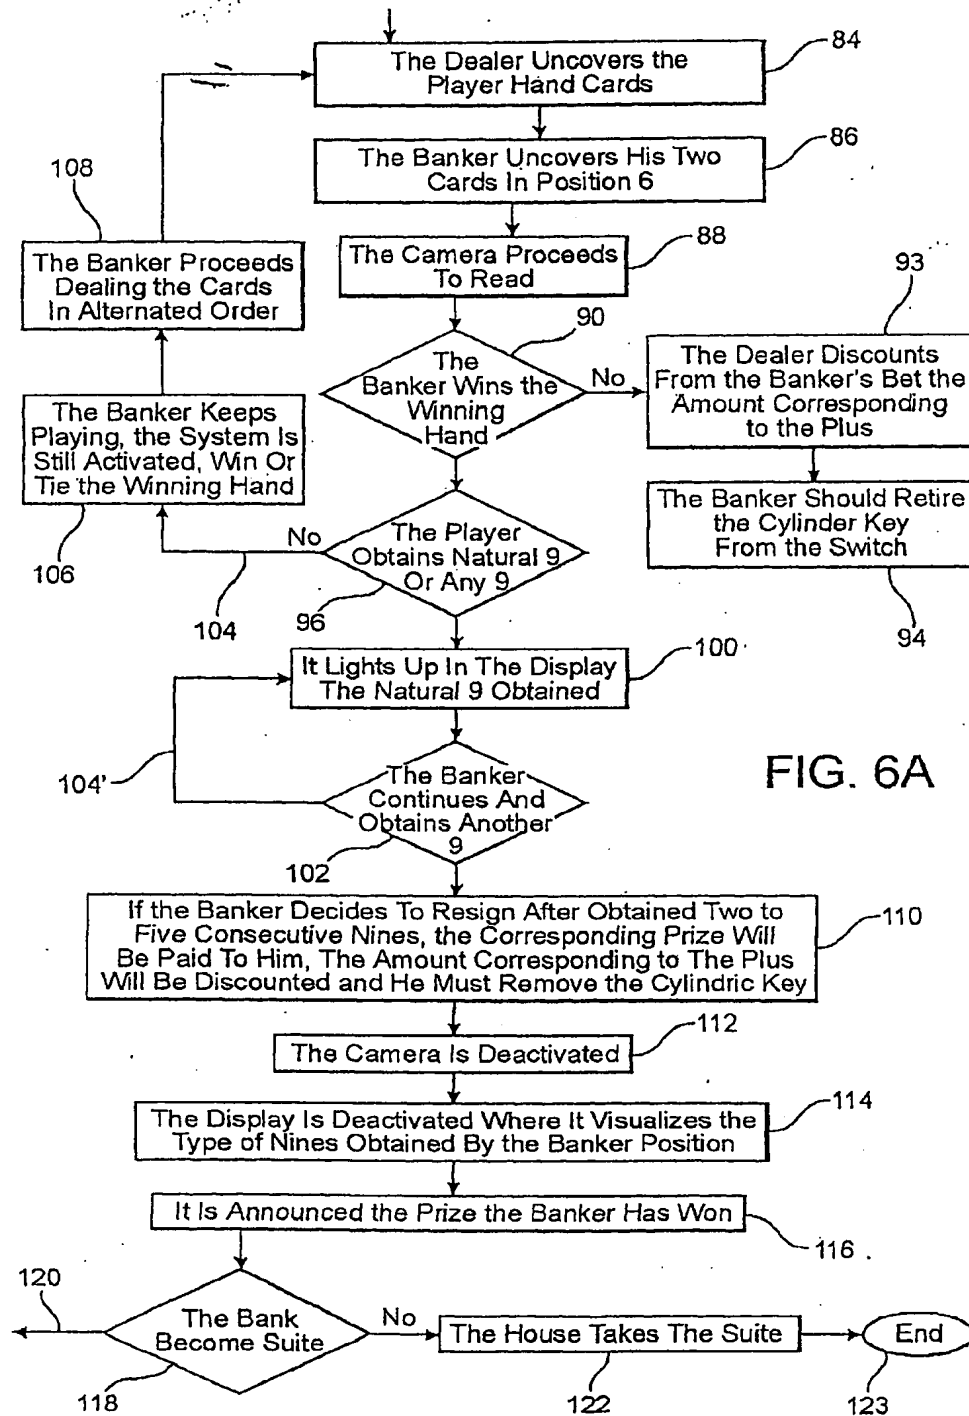 84
The Dealer Uncovers the
Player Hand Cards
86
The Banker Uncovers His Two
Cards In Position 6
108
88
The Camera Proceeds
To Read
The Banker Proceeds
Dealing the Cards
In Alternated Order
93
90
The
Banker Wins the
Winning
Hand
No
The Dealer Discounts
From the Banker's Bet the
Amount Corresponding
to the Plus
The Banker Keeps
Playing, the System Is
Still Activated, Win Or
Tie the Winning Hand
106
The Banker Should Retire
the Cylinder Key
From the Switch
94
No
104
The Player
Obtains Natural 9
Or Any 9
96
100
It Lights Up In The Display
The Natural 9 Obtained
104'
The Banker
Continues And
Obtains Another
9
102
FIG. 6A
If the Banker Decides To Resign After Obtained Two to
Five Consecutive Nines, the Corresponding Prize Will
Be Paid To Him, The Amount Corresponding to The Plus
Will Be Discounted and He Must Remove the Cylindric Key
110
112
The Camera Is Deactivated
114
The Display Is Deactivated Where It Visualizes the
Type of Nines Obtained By the Banker Position
It Is Announced the Prize the Banker Has Won
116
120
The Bank
Become Suite
118
No
The House Takes The Suite
122
End
123